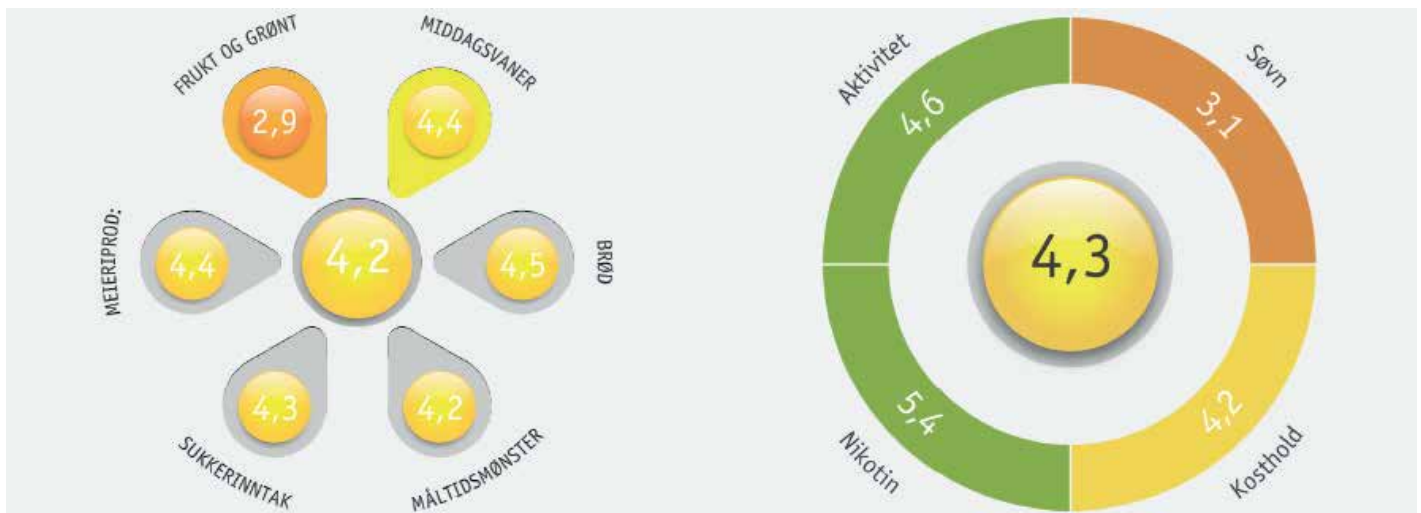 FRUKT OG GRØNT
2,9
MIDDAGSVANER
4,4
MEIERIPROD:
4,4
4,2
4,5
BRØD
4,3
SUKKERINNTAK
4,2
MÅLTIDSMØNSTER
Aktivitet
4,6
Søvn
3,1
4,3
Nikotin
5,4
4,2
Kosthold